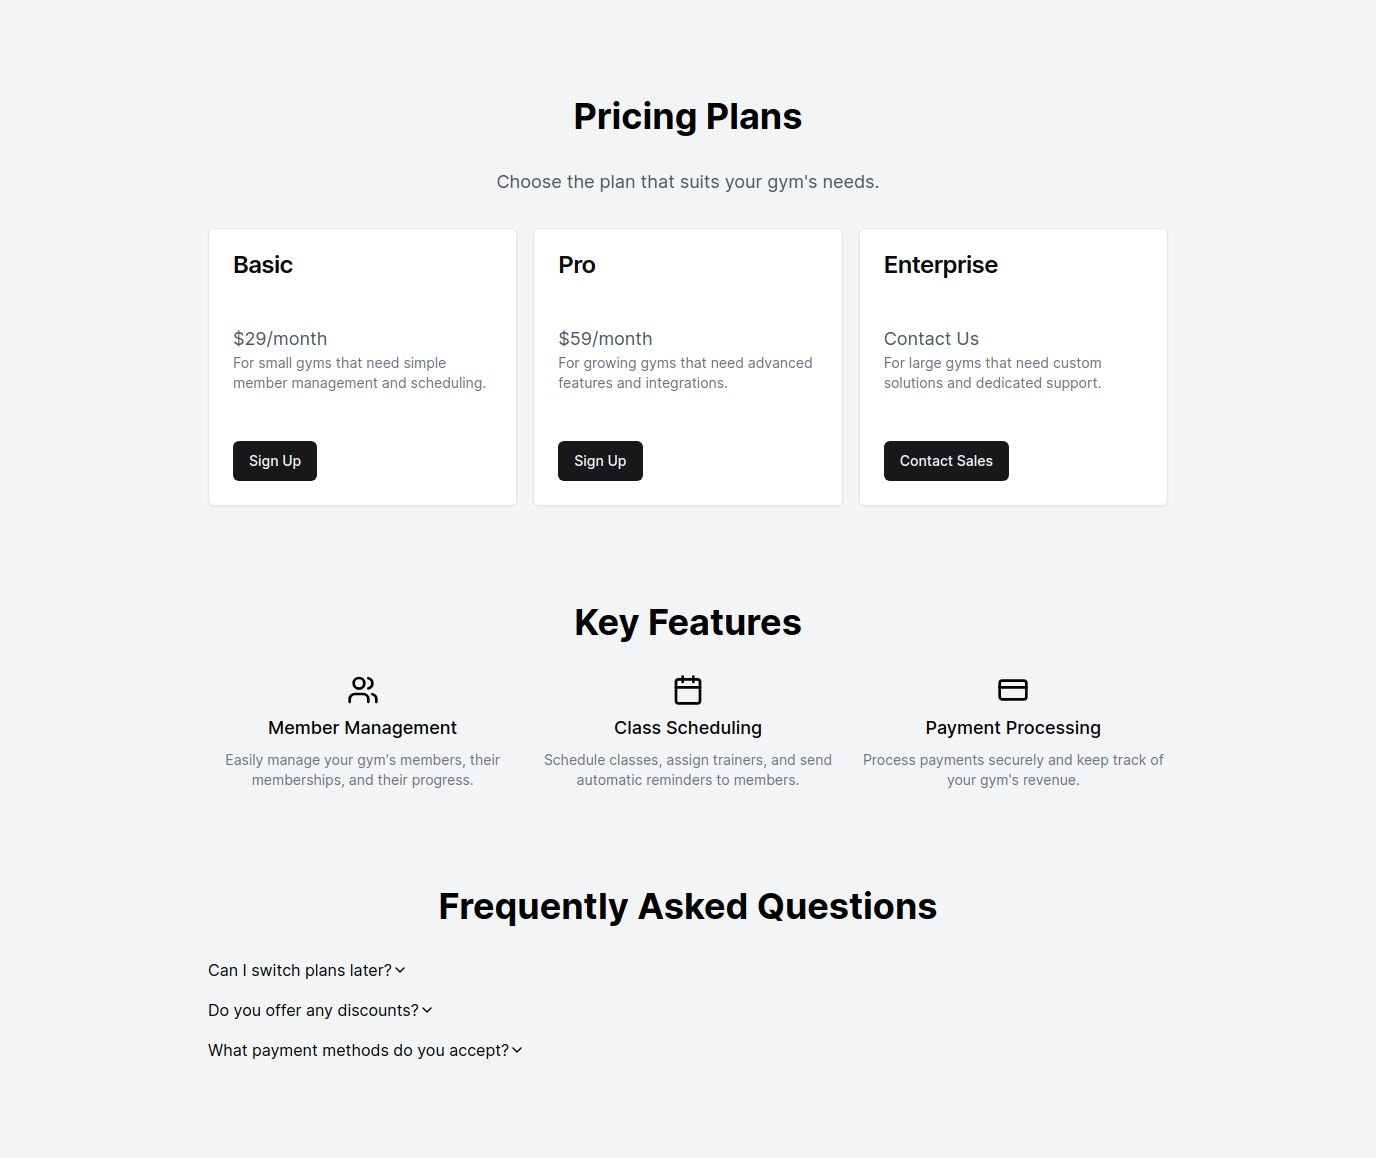 Pricing Plans
Choose the plan that suits your gym's needs.
Basic
$29/month
For small gyms that need simple
member management and scheduling.
Sign Up
Pro
$59/month
For growing gyms that need advanced
features and integrations.
Sign Up
Enterprise
Contact Us
For large gyms that need custom
solutions and dedicated support.
Contact Sales
Key Features
Member Management
Easily manage your gym's members, their
memberships, and their progress.
Class Scheduling
Schedule classes, assign trainers, and send
automatic reminders to members.
Payment Processing
Process payments securely and keep track of
your gym's revenue.
Frequently Asked Questions
Can I switch plans later?
Do you offer any discounts?
What payment methods do you accept?